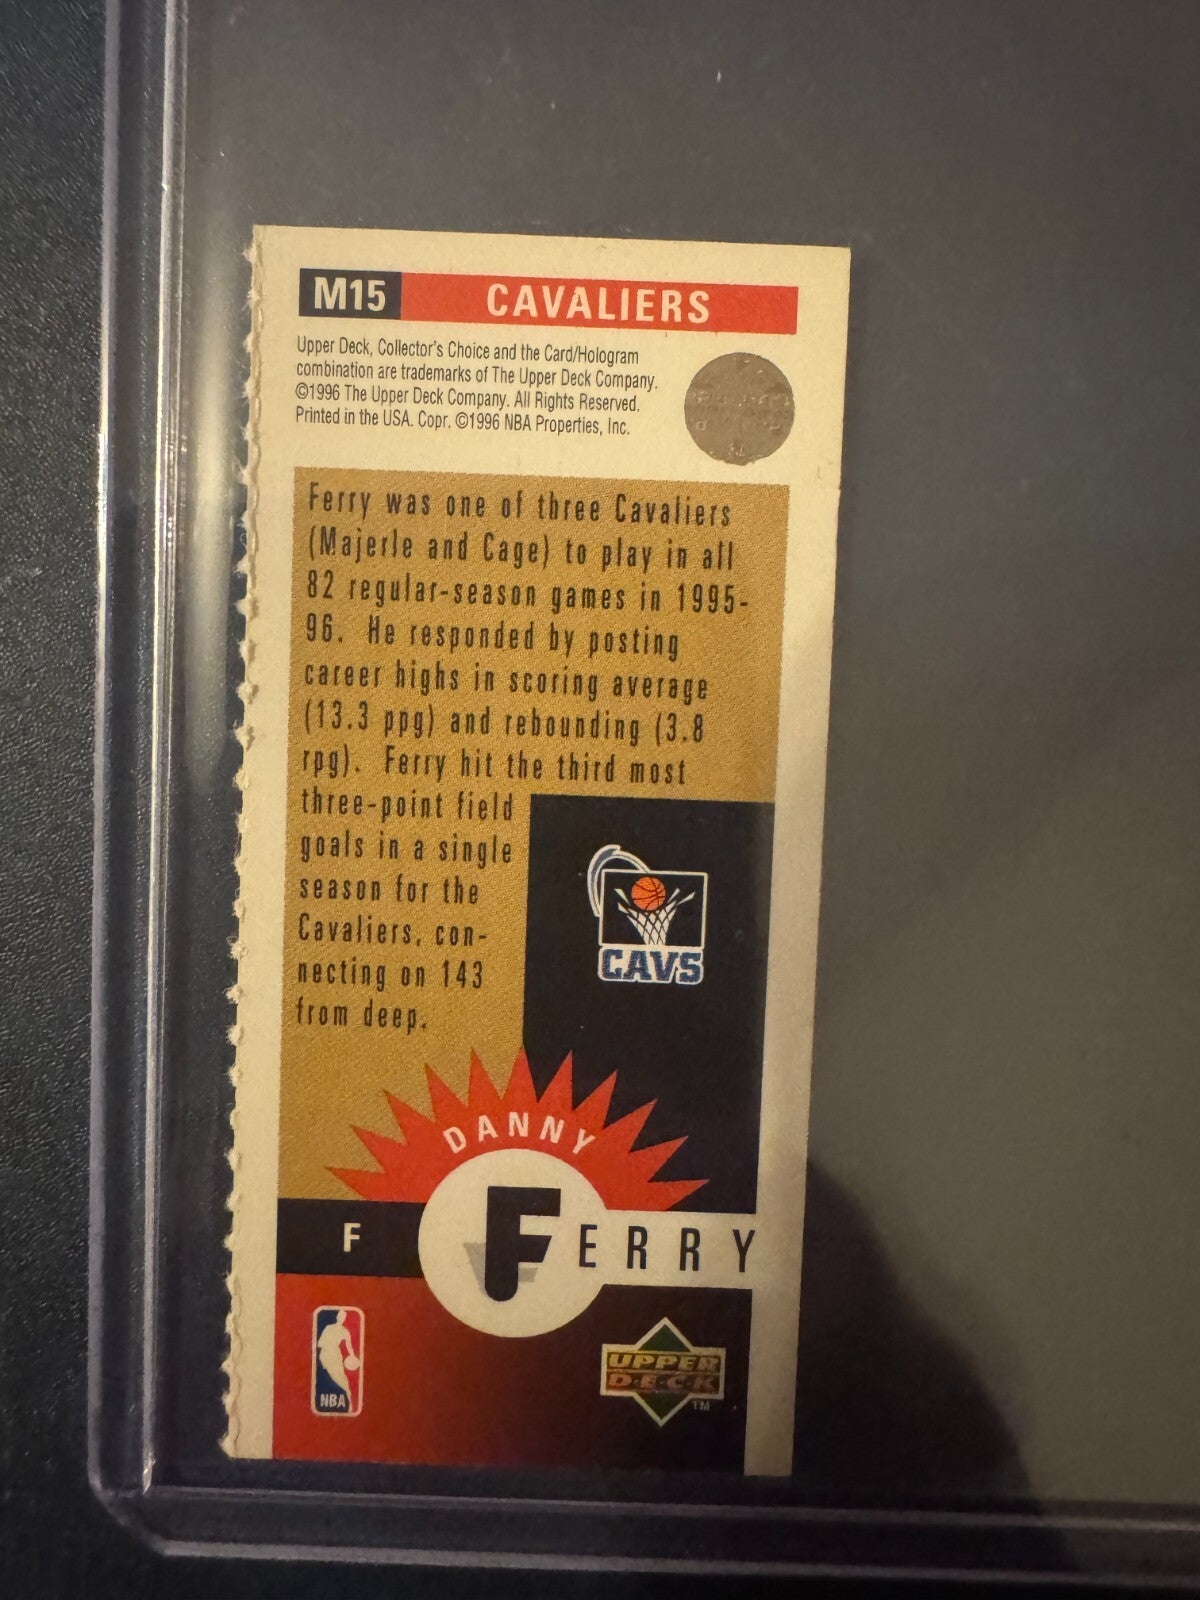 M15 CAVALIERS
Upper Deck, Collector's Choice and the Card/Hologram
combination are trademarks of The Upper Deck Company.
©1996 The Upper Deck Company. All Rights Reserved.
Printed in the USA. Copr. ©1996 NBA Properties, Inc.
Ferry was one of three Cavaliers
(Majerle and Cage) to play in all
82 regular-season games in 1995-
96. He responded by posting
career highs in scoring average
(13.3 ppg) and rebounding (3.8
rpg). Ferry hit the third most
three-point field
goals in a single
season for the
Cavaliers, con-
necting on 143
from deep.
CAVS
DANNY
F FERRY
NBA
UPPER
DECK
TM